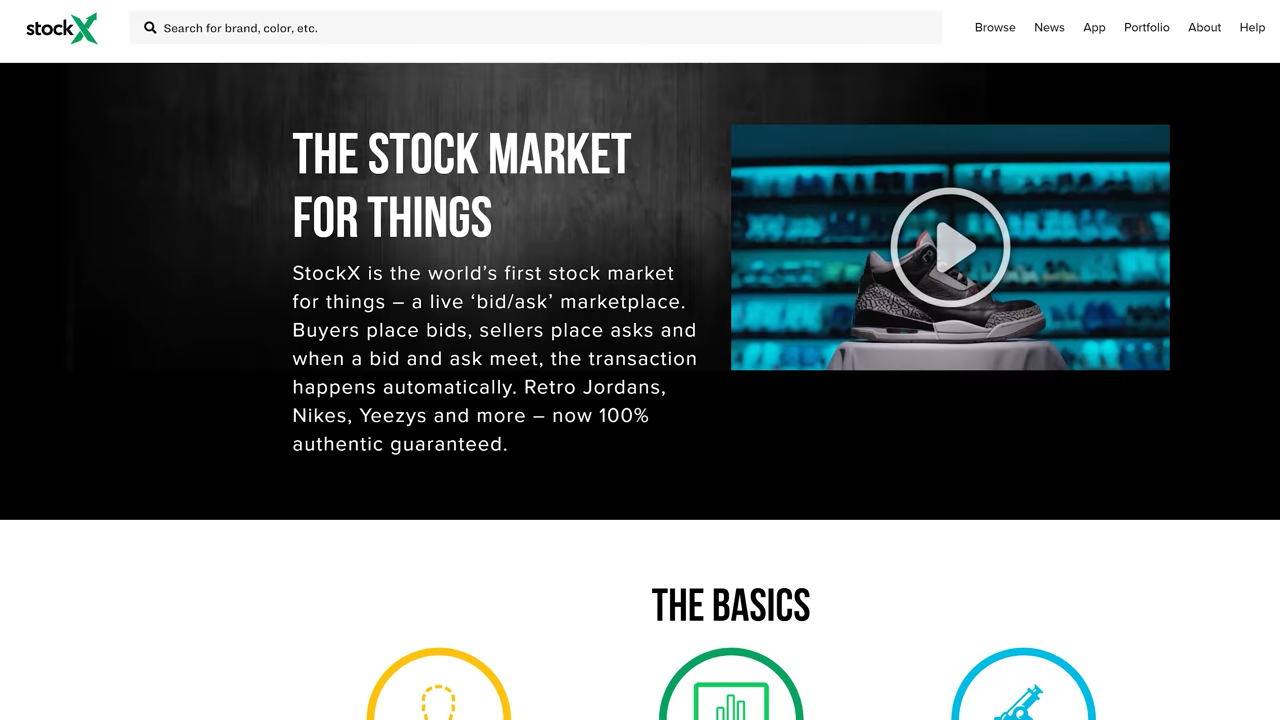 stockX
Search for brand, color, etc.
Browse
News
App
Portfolio
About
Help
THE STOCK MARKET
FOR THINGS
StockX is the world’s first stock market
for things – a live ‘bid/ask’ marketplace.
Buyers place bids, sellers place asks and
when a bid and ask meet, the transaction
happens automatically. Retro Jordans,
Nikes, Yeezys and more – now 100%
authentic guaranteed.
THE BASICS